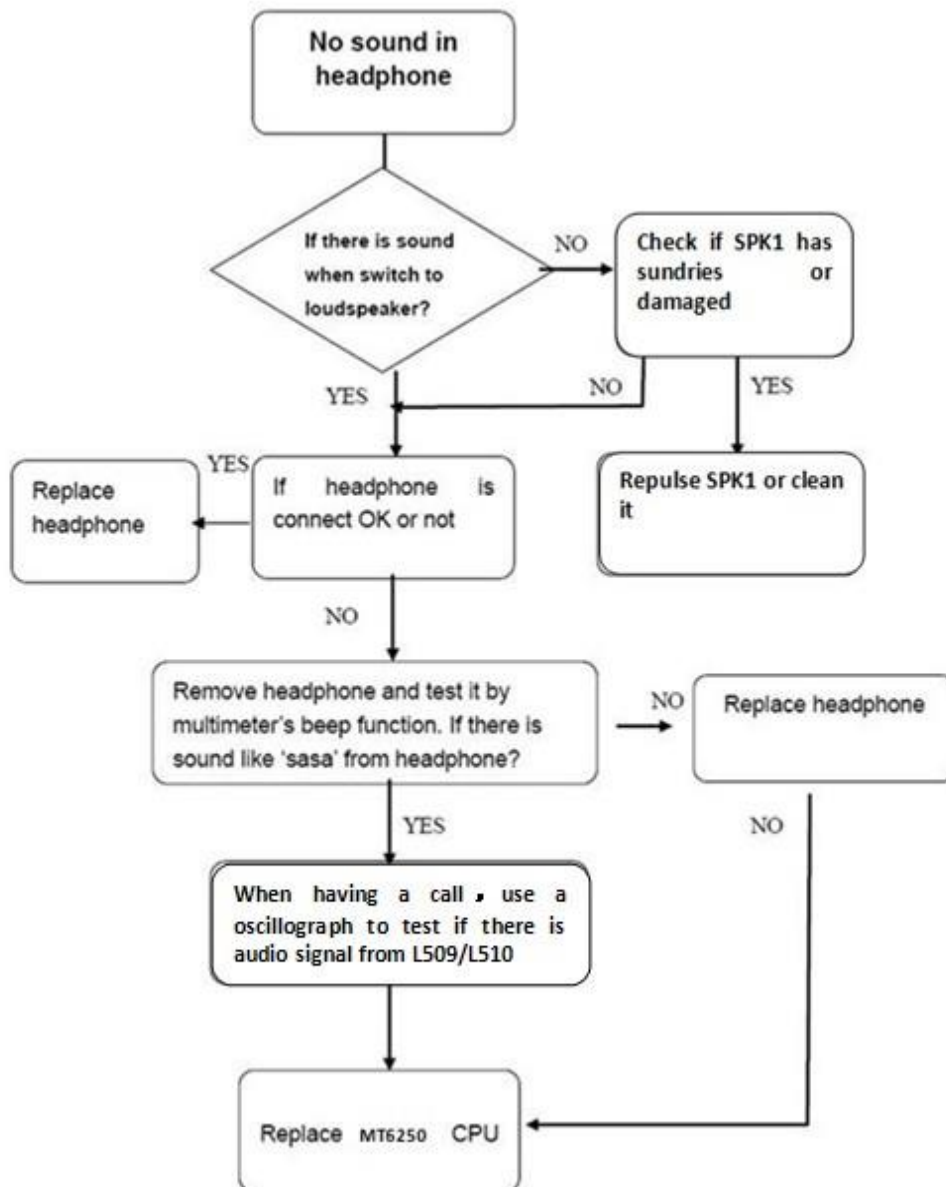 No sound in
headphone
If there is sound
when switch to
loudspeaker?
NO
Check if SPK1 has
sundries or
damaged
YES
NO
YES
Replace
headphone
YES
If headphone is
connect OK or not
Repulse SPK1 or clean
it
NO
Remove headphone and test it by
multimeter's beep function. If there is
sound like 'sasa' from headphone?
NO
Replace headphone
YES
NO
When having a call , use a
oscillograph to test if there is
audio signal from L509/L510
Replace MT6250 CPU